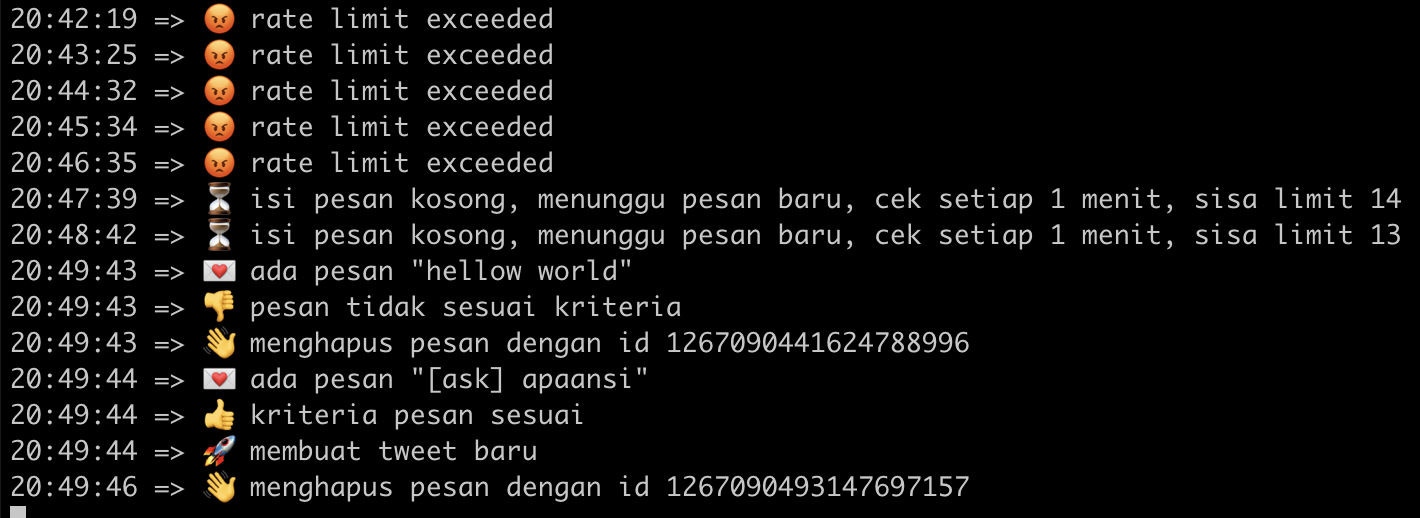 20:42:19 => 😡 rate limit exceeded
20:43:25 => 😡 rate limit exceeded
20:44:32 => 😡 rate limit exceeded
20:45:34 => 😡 rate limit exceeded
20:46:35 => 😡 rate limit exceeded
20:47:39 => ⏳ isi pesan kosong, menunggu pesan baru, cek setiap 1 menit, sisa limit 14
20:48:42 => ⏳ isi pesan kosong, menunggu pesan baru, cek setiap 1 menit, sisa limit 13
20:49:43 => 💌 ada pesan "hellow world"
20:49:43 => 👎 pesan tidak sesuai kriteria
20:49:43 => 👋 menghapus pesan dengan id 1267090441624788996
20:49:44 => 💌 ada pesan "[ask] apaansi"
20:49:44 => 👍 kriteria pesan sesuai
20:49:44 => 🚀 membuat tweet baru
20:49:46 => 👋 menghapus pesan dengan id 1267090493147697157